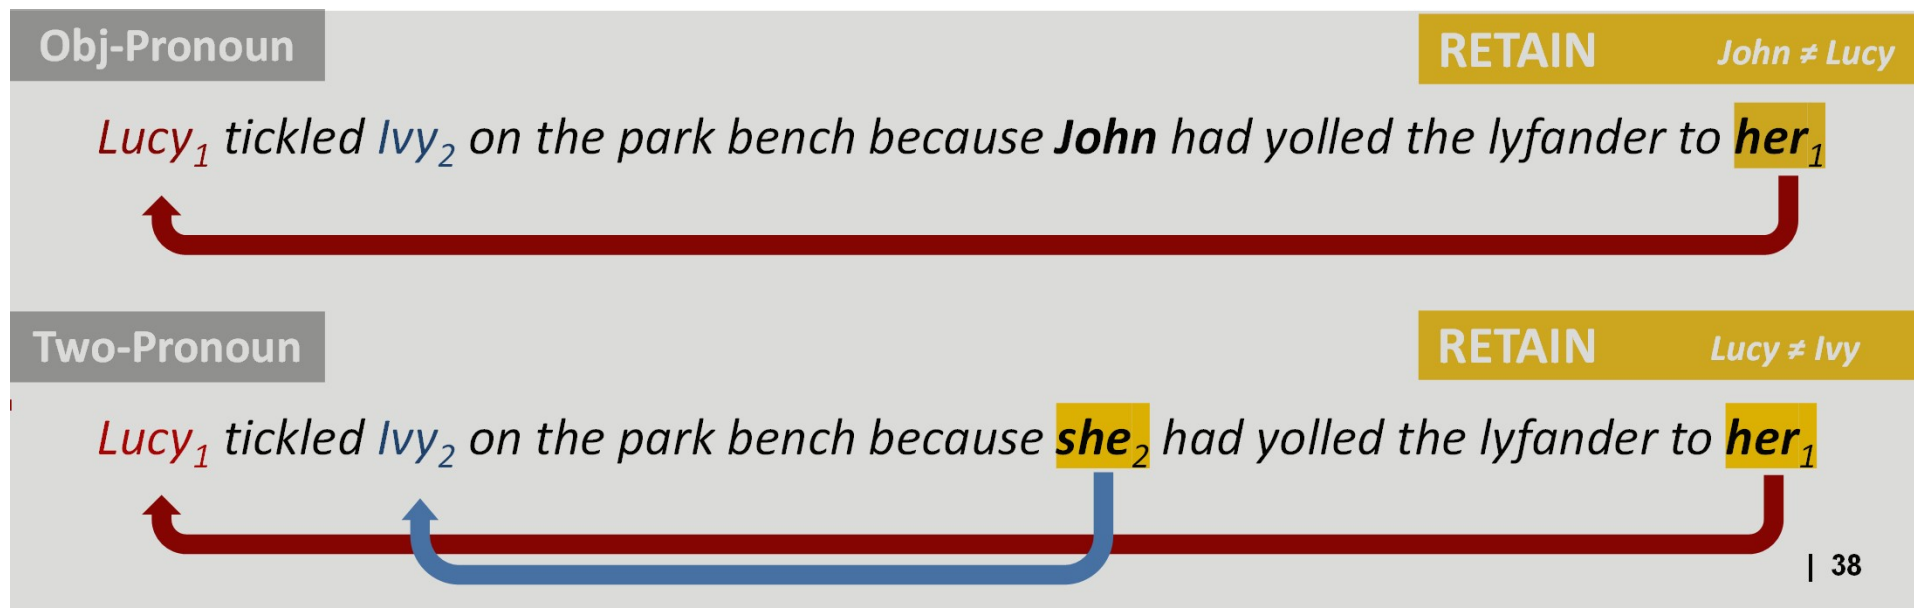 Obj-Pronoun RETAIN John ≠ Lucy
Lucy1 tickled Ivy2 on the park bench because John had yolled the lyfander to her1
Two-Pronoun RETAIN Lucy ≠ Ivy
Lucy1 tickled Ivy2 on the park bench because she2 had yolled the lyfander to her1
| 38